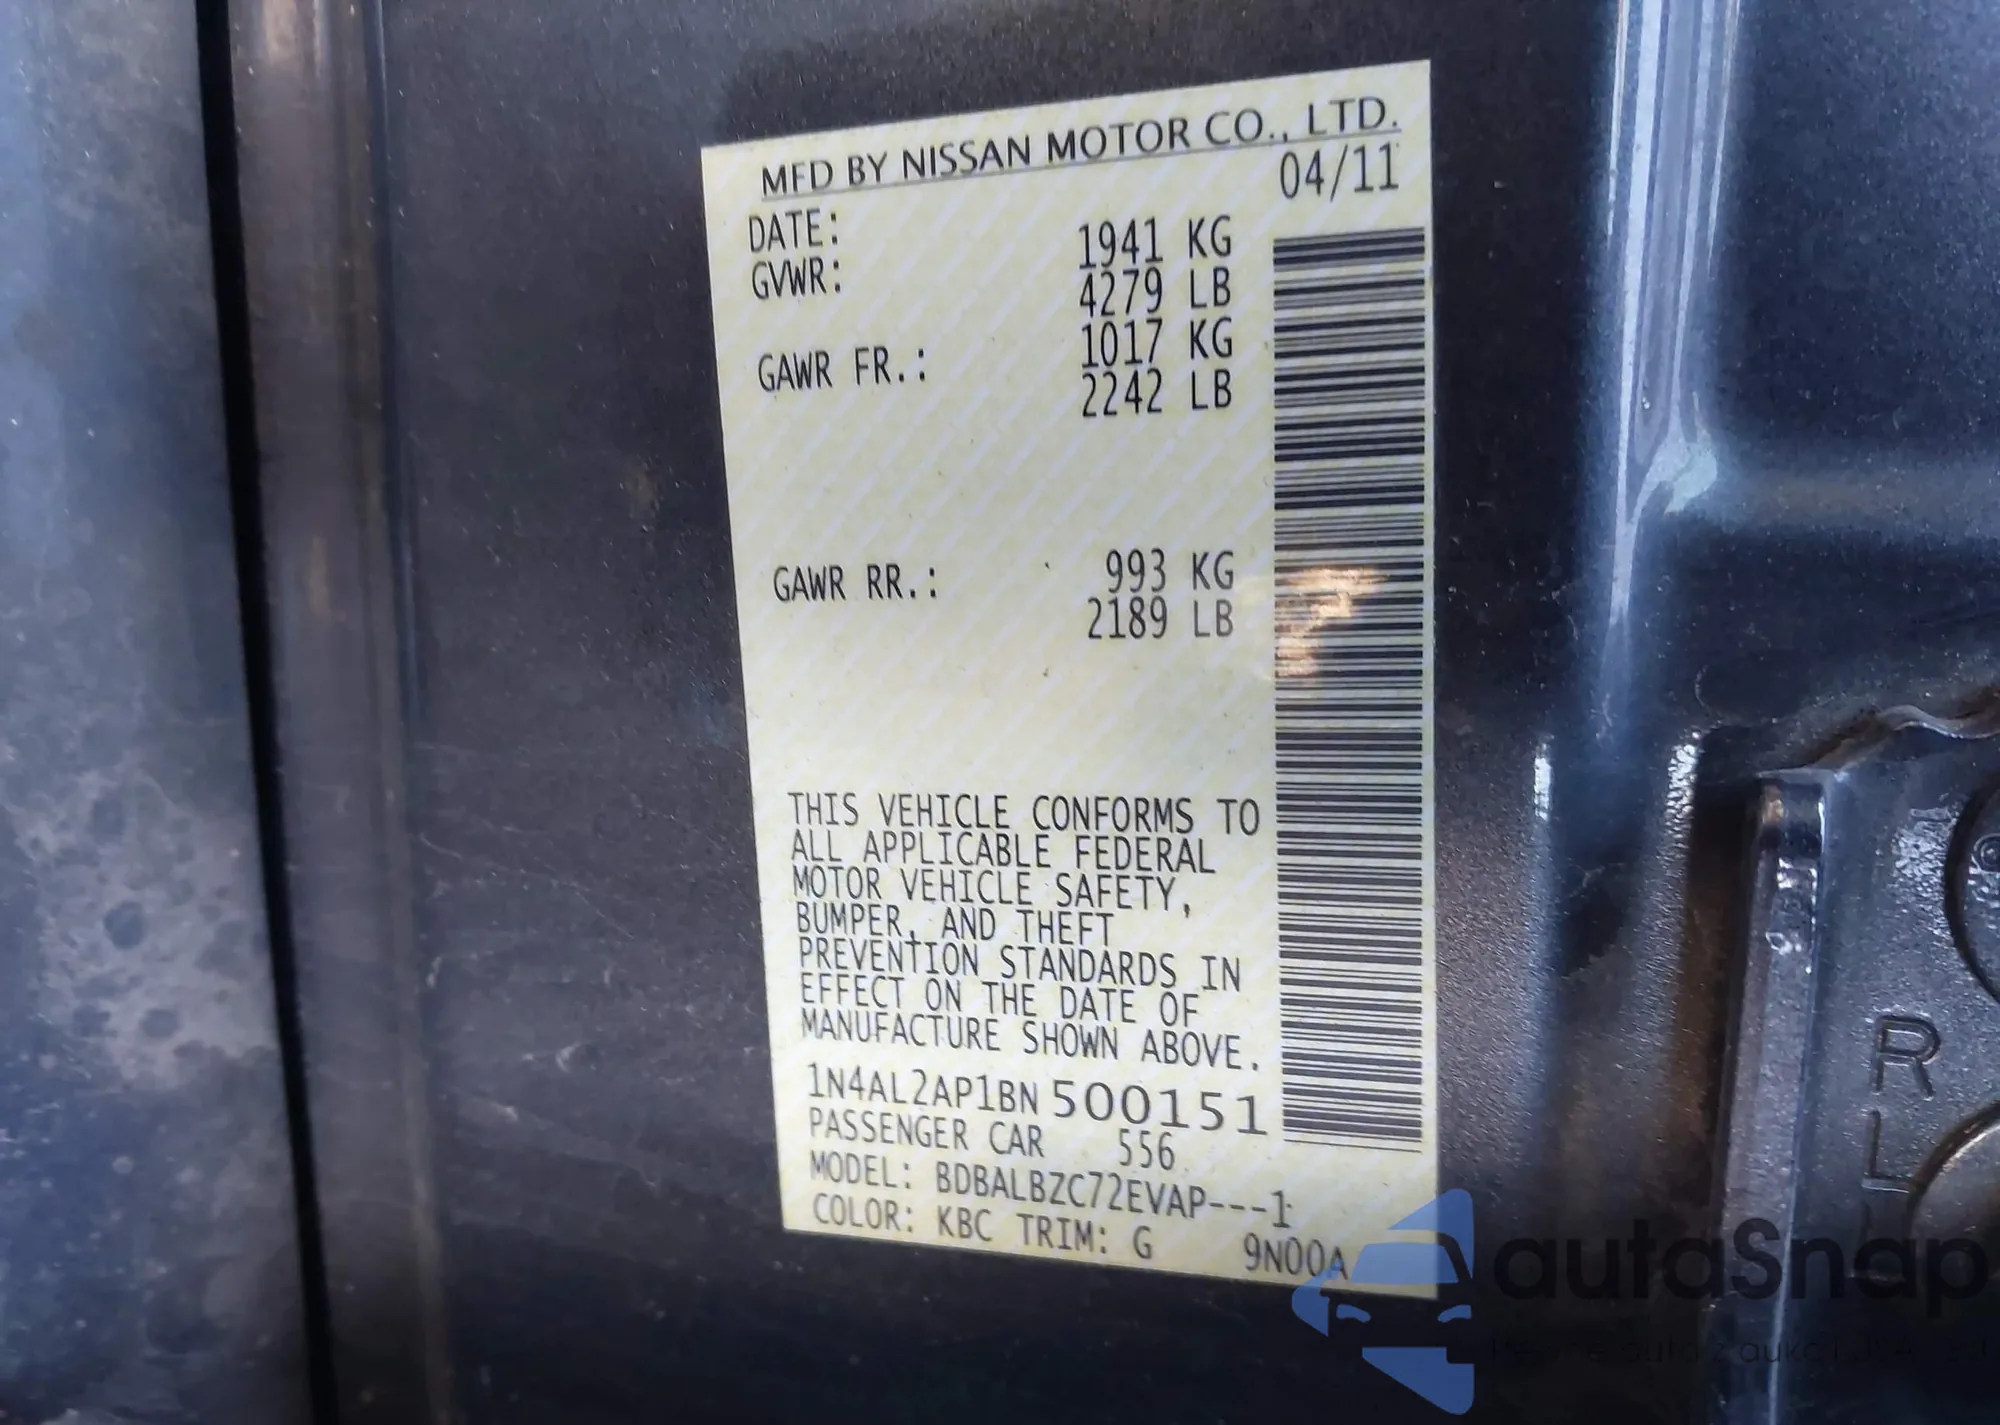 MFD BY NISSAN MOTOR CO., LTD.
DATE: 04/11
GVWR: 1941 KG
4279 LB
GAWR FR.: 1017 KG
2242 LB
GAWR RR.: 993 KG
2189 LB
THIS VEHICLE CONFORMS TO
ALL APPLICABLE FEDERAL
MOTOR VEHICLE SAFETY,
BUMPER, AND THEFT
PREVENTION STANDARDS IN
EFFECT ON THE DATE OF
MANUFACTURE SHOWN ABOVE.
1N4AL2AP1BN500151
PASSENGER CAR 556
MODEL: BDBALBZC72EVAP---1
COLOR: KBC TRIM: G 9N00A
R
L
autoSnap